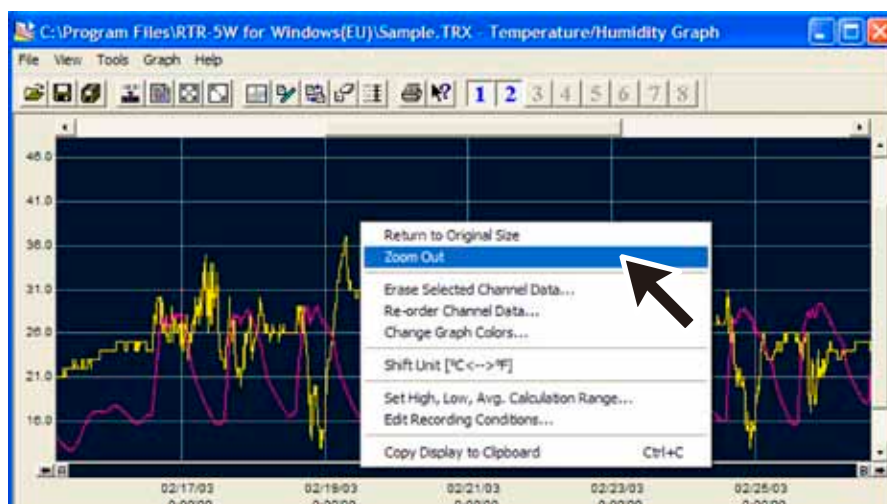 C:\Program Files\RTR-5W for Windows(EU)\Sample.TRX - Temperature/Humidity Graph
File View Tools Graph Help
1 2 3 4 5 6 7 8
46.0
41.0
36.0
31.0
26.0
21.0
16.0
Return to Original Size
Zoom Out
Erase Selected Channel Data...
Re-order Channel Data...
Change Graph Colors...
Shift Unit [°C<-->°F]
Set High, Low, Avg. Calculation Range...
Edit Recording Conditions...
Copy Display to Clipboard Ctrl+C
A B
02/17/03 02/19/03 02/21/03 02/23/03 02/25/03